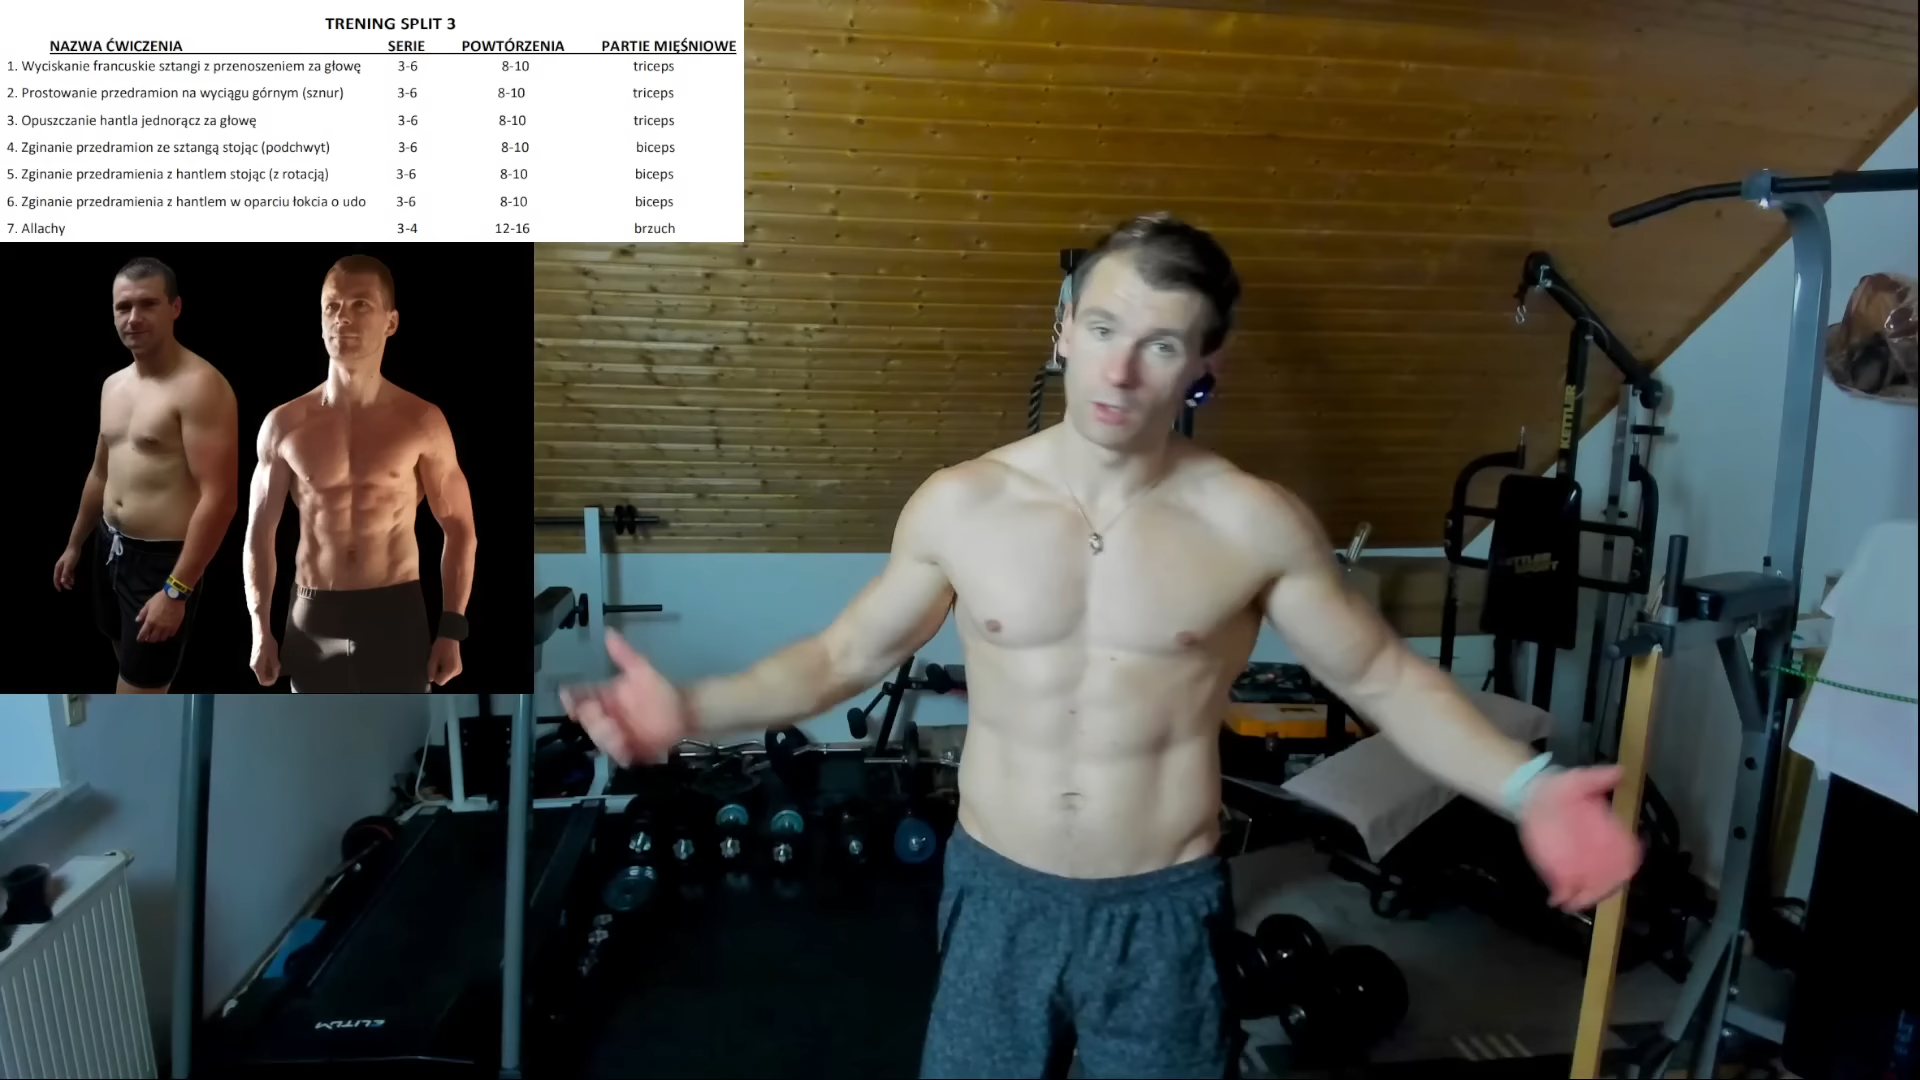 TRENING SPLIT 3
NAZWA ĆWICZENIA SERIE POWTÓRZENIA PARTIE MIĘŚNIOWE
1. Wyciskanie francuskie sztangi z przenoszeniem za głowę 3-6 8-10 triceps
2. Prostowanie przedramion na wyciągu górnym (sznur) 3-6 8-10 triceps
3. Opuszczanie hantla jednorącz za głowę 3-6 8-10 triceps
4. Zginanie przedramion ze sztangą stojąc (podchwyt) 3-6 8-10 biceps
5. Zginanie przedramienia z hantlem stojąc (z rotacją) 3-6 8-10 biceps
6. Zginanie przedramienia z hantlem w oparciu łokcia o udo 3-6 8-10 biceps
7. Allachy 3-4 12-16 brzuch
KETTLER
KETTLER
SPORT
ELITUM